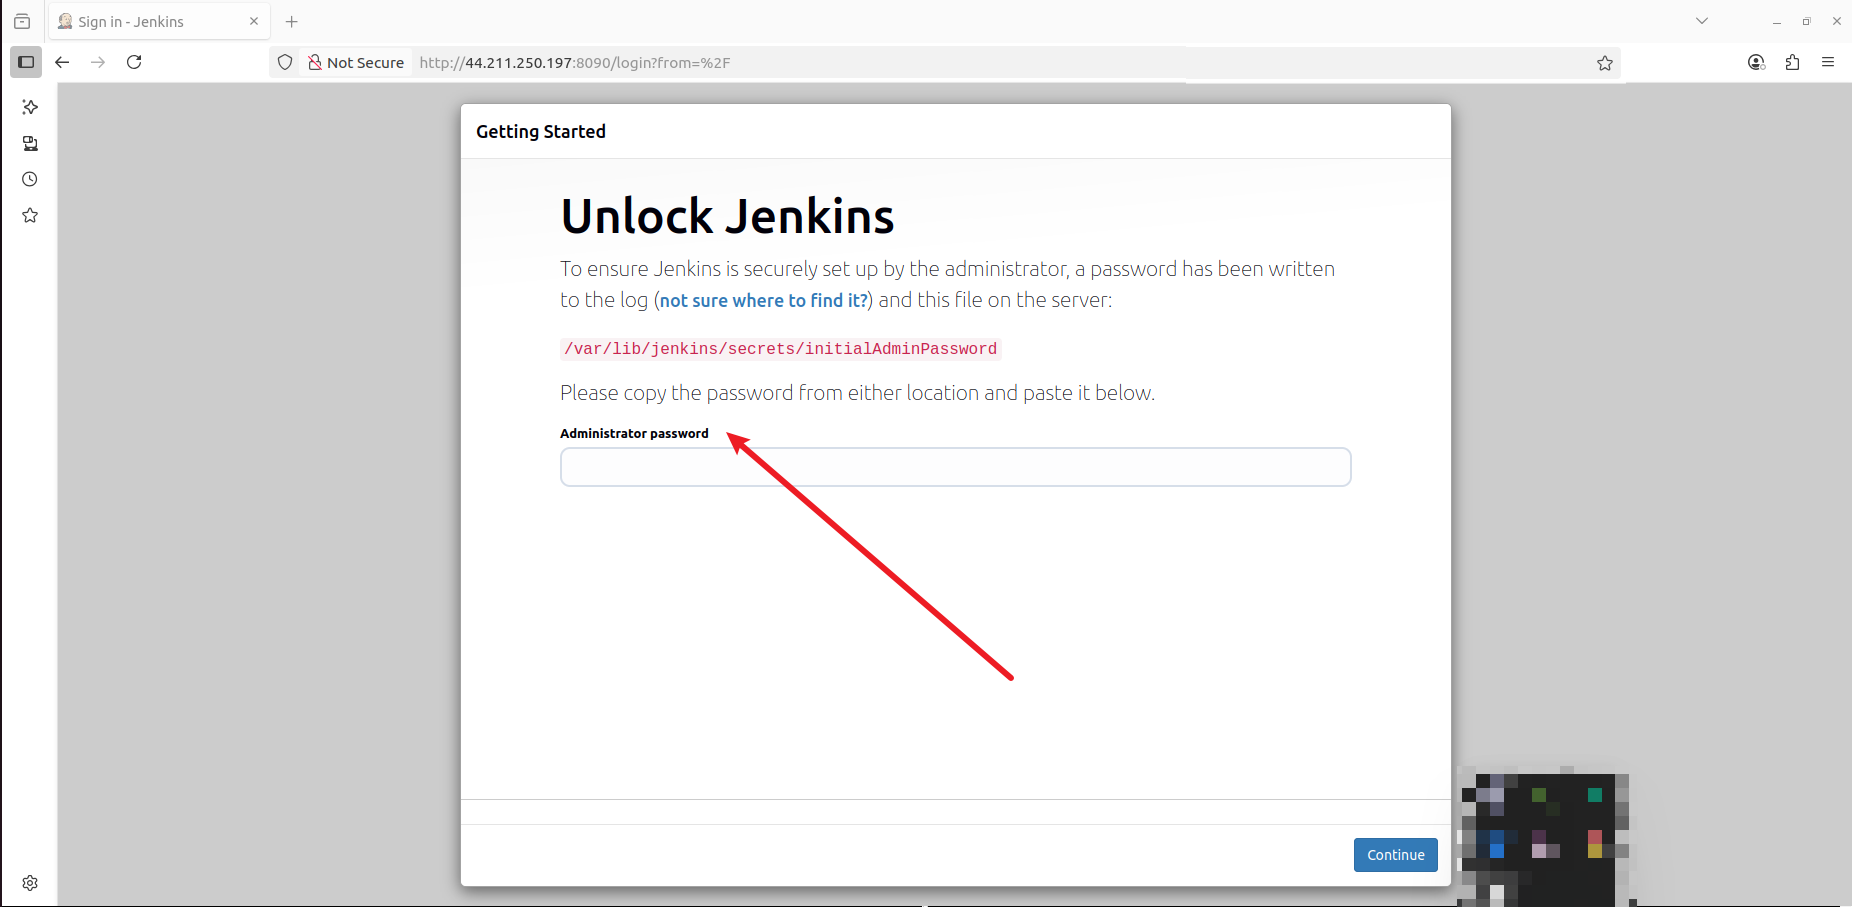 Sign in - Jenkins
Not Secure
http://44.211.250.197:8090/login?from=%2F
Getting Started
Unlock Jenkins
To ensure Jenkins is securely set up by the administrator, a password has been written
to the log (not sure where to find it?) and this file on the server:
/var/lib/jenkins/secrets/initialAdminPassword
Please copy the password from either location and paste it below.
Administrator password
Continue